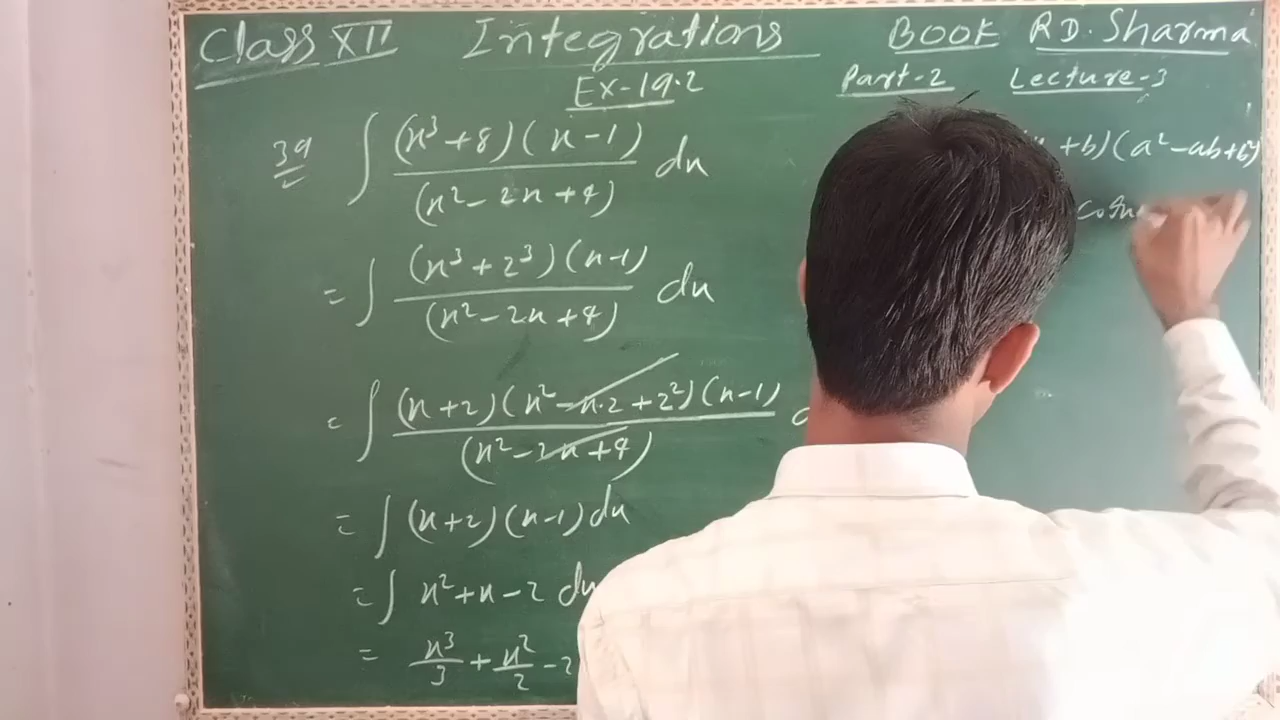 Class XII Integrations Book RD. Sharma
Ex-19.2 Part-2 Lecture-3
39 ∫ (x³+8)(x-1) / (x²-2x+4) dx
+b)(a²-ab+b²)
= ∫ (x³+2³)(x-1) / (x²-2x+4) dx
= ∫ (x+2)(x²-x·2+2²)(x-1) / (x²-2x+4)
= ∫ (x+2)(x-1)dx
= ∫ x²+x-2 dx
= x³/3 + x²/2 -2